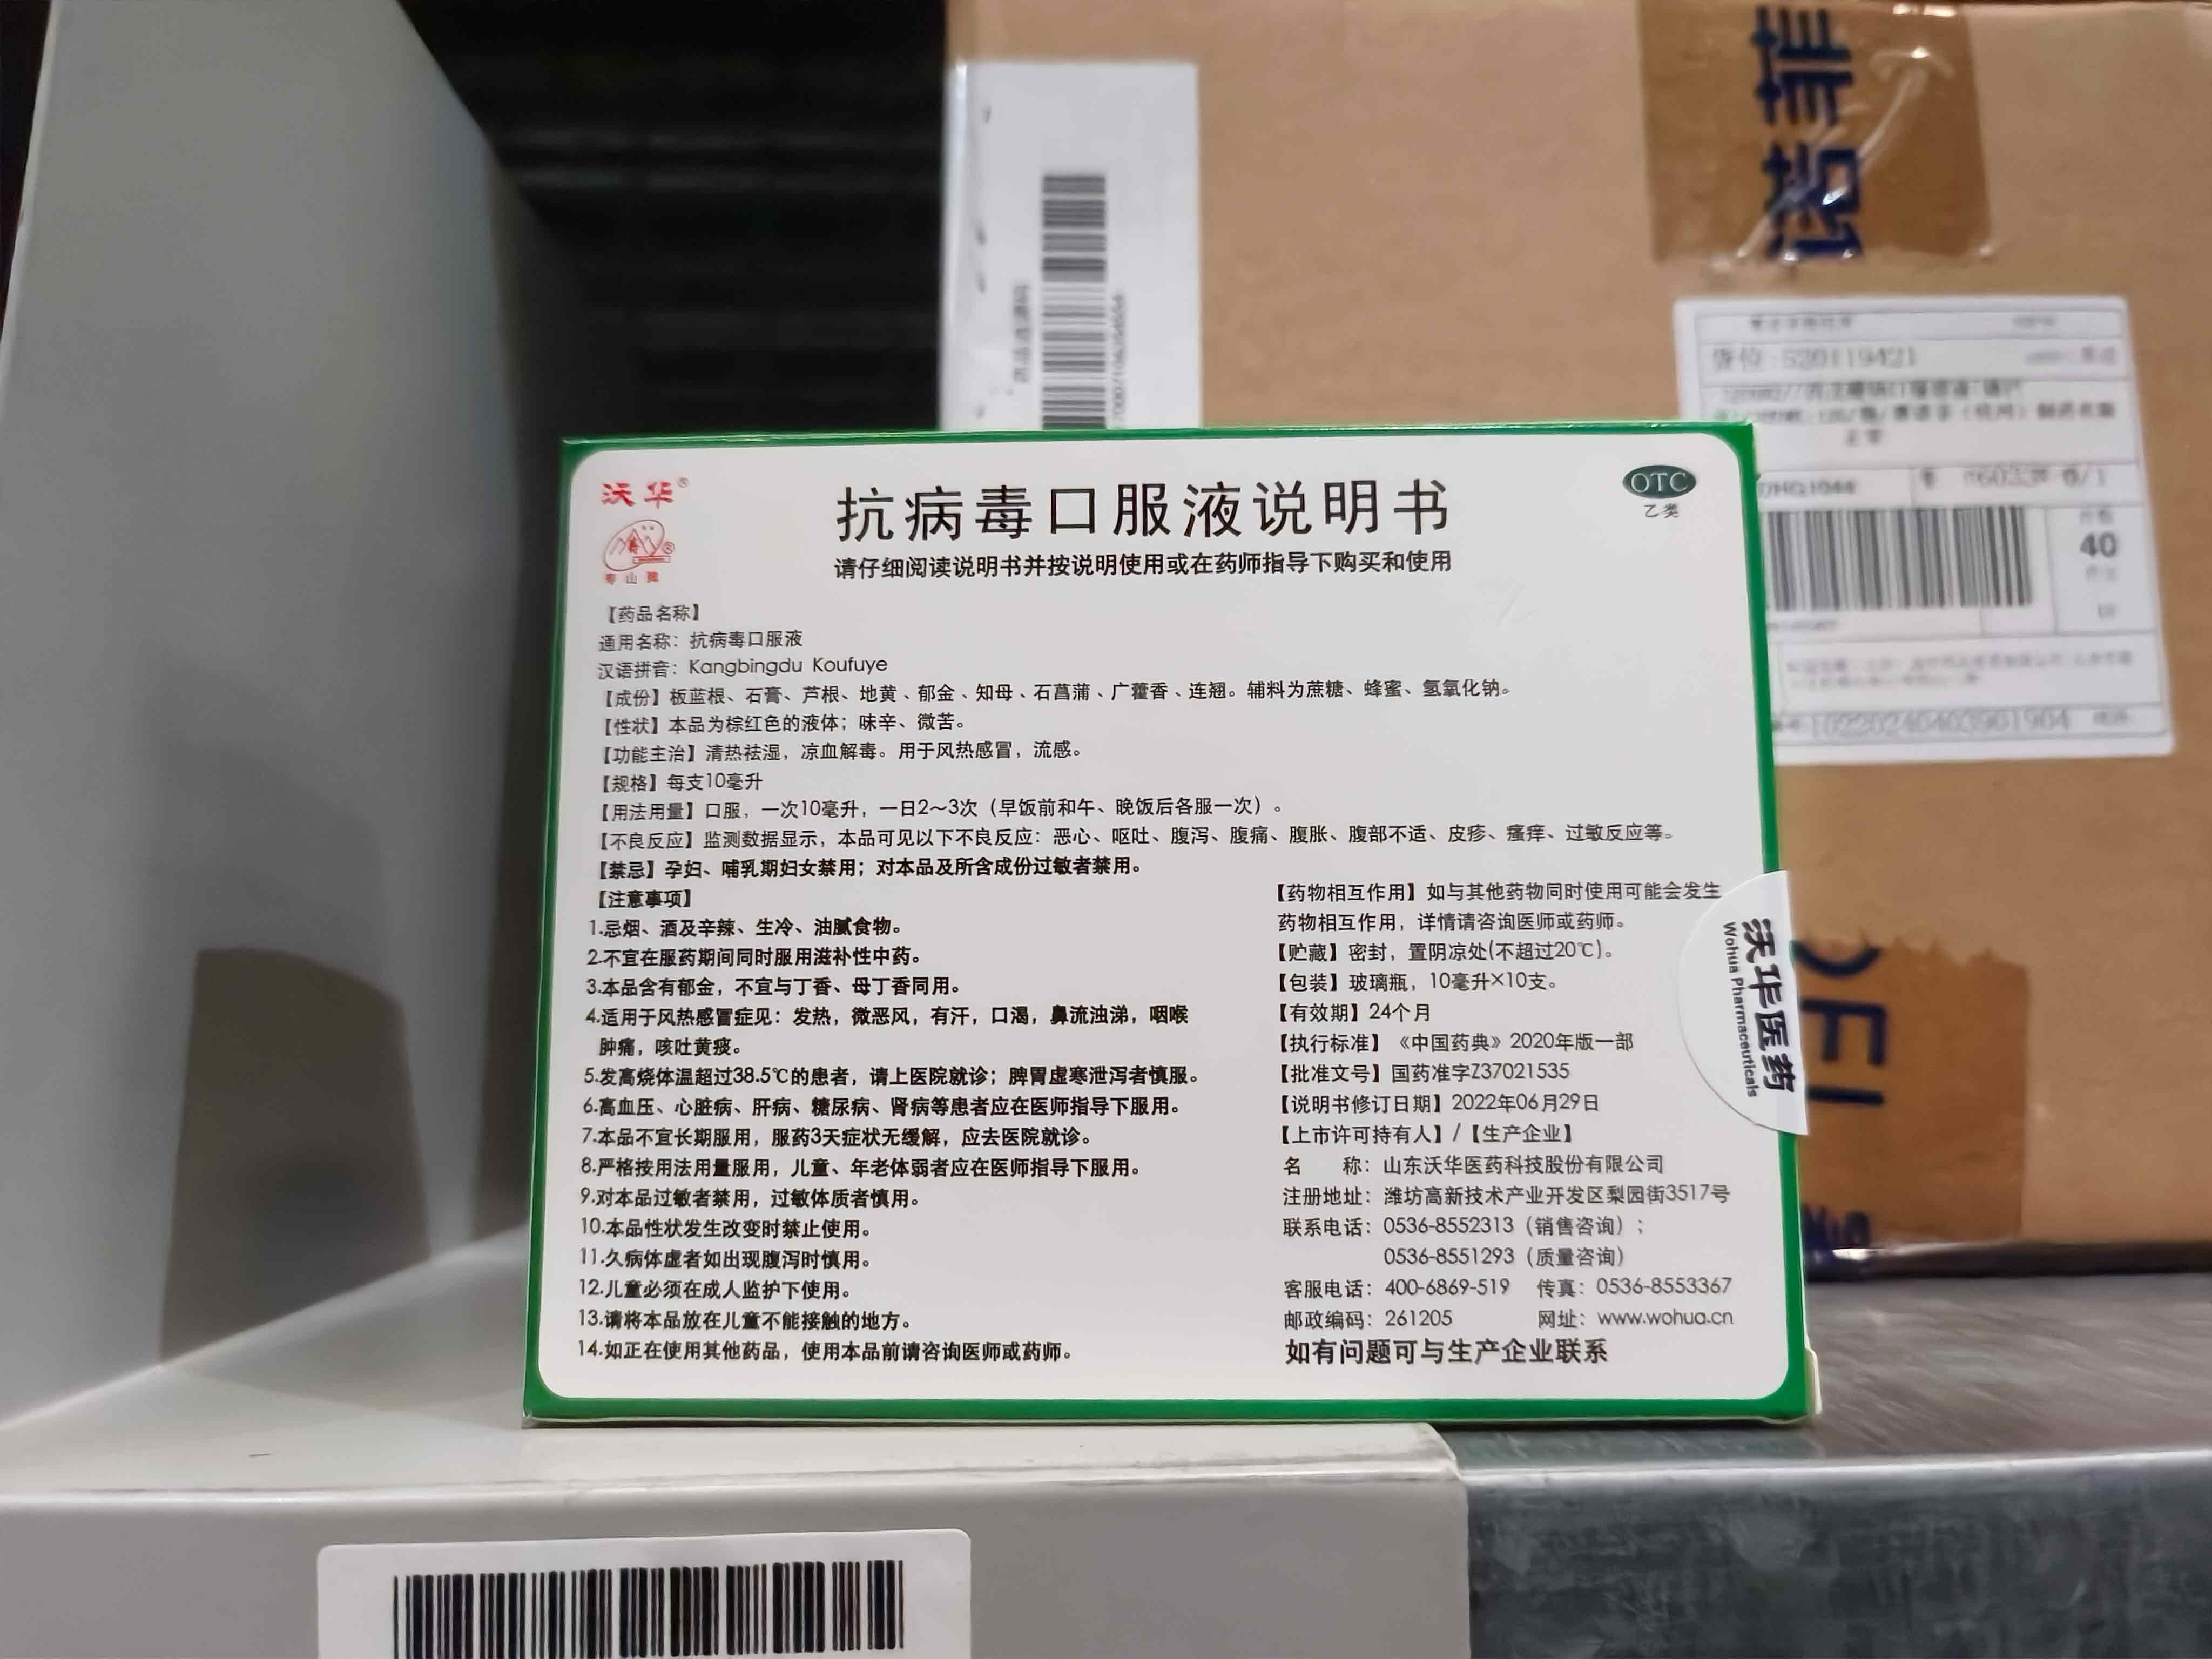 诺菲
货位 S20119421
40
沃华®
寿山牌
®
抗病毒口服液说明书
OTC
乙类
请仔细阅读说明书并按说明使用或在药师指导下购买和使用
【药品名称】
通用名称：抗病毒口服液
汉语拼音：Kangbingdu Koufuye
【成份】板蓝根、石膏、芦根、地黄、郁金、知母、石菖蒲、广藿香、连翘。辅料为蔗糖、蜂蜜、氢氧化钠。
【性状】本品为棕红色的液体；味辛、微苦。
【功能主治】清热祛湿，凉血解毒。用于风热感冒，流感。
【规格】每支10毫升
【用法用量】口服，一次10毫升，一日2～3次（早饭前和午、晚饭后各服一次）。
【不良反应】监测数据显示，本品可见以下不良反应：恶心、呕吐、腹泻、腹痛、腹胀、腹部不适、皮疹、瘙痒、过敏反应等。
【禁忌】孕妇、哺乳期妇女禁用；对本品及所含成份过敏者禁用。
【注意事项】
1.忌烟、酒及辛辣、生冷、油腻食物。
2.不宜在服药期间同时服用滋补性中药。
3.本品含有郁金，不宜与丁香、母丁香同用。
4.适用于风热感冒症见：发热，微恶风，有汗，口渴，鼻流浊涕，咽喉
肿痛，咳吐黄痰。
5.发高烧体温超过38.5℃的患者，请上医院就诊；脾胃虚寒泄泻者慎服。
6.高血压、心脏病、肝病、糖尿病、肾病等患者应在医师指导下服用。
7.本品不宜长期服用，服药3天症状无缓解，应去医院就诊。
8.严格按用法用量服用，儿童、年老体弱者应在医师指导下服用。
9.对本品过敏者禁用，过敏体质者慎用。
10.本品性状发生改变时禁止使用。
11.久病体虚者如出现腹泻时慎用。
12.儿童必须在成人监护下使用。
13.请将本品放在儿童不能接触的地方。
14.如正在使用其他药品，使用本品前请咨询医师或药师。
【药物相互作用】如与其他药物同时使用可能会发生
药物相互作用，详情请咨询医师或药师。
【贮藏】密封，置阴凉处(不超过20℃)。
【包装】玻璃瓶，10毫升×10支。
【有效期】24个月
【执行标准】《中国药典》2020年版一部
【批准文号】国药准字Z37021535
【说明书修订日期】2022年06月29日
【上市许可持有人】/【生产企业】
名　　称：山东沃华医药科技股份有限公司
注册地址：潍坊高新技术产业开发区梨园街3517号
联系电话：0536-8552313（销售咨询）；
0536-8551293（质量咨询）
客服电话：400-6869-519　传真：0536-8553367
邮政编码：261205　网址：www.wohua.cn
如有问题可与生产企业联系
沃华医药
Wohua Pharmaceuticals